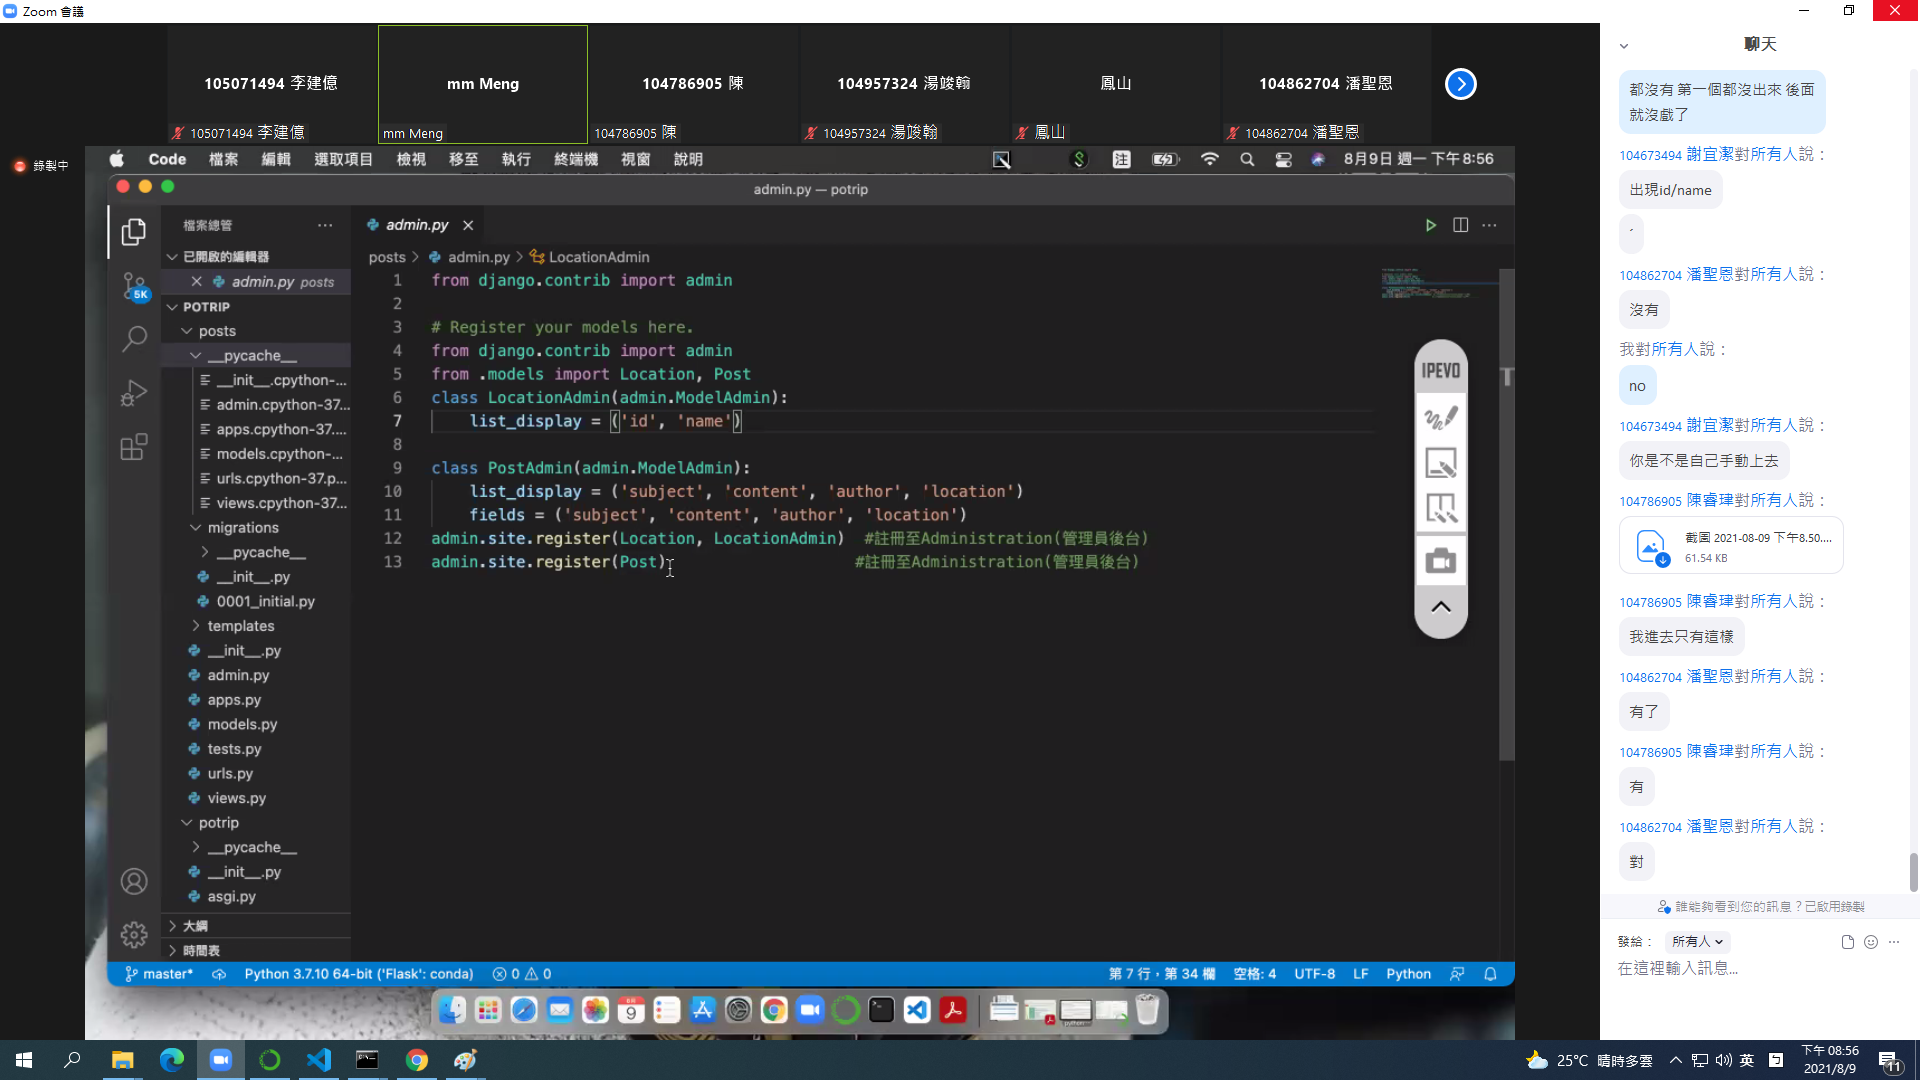 Zoom 會議
105071494 李建億
mm Meng
104786905 陳
104957324 湯竣翰
鳳山
104862704 潘聖恩
105071494 李建億
mm Meng
104786905 陳
104957324 湯竣翰
鳳山
104862704 潘聖恩
錄製中
Code 檔案 編輯 選取項目 檢視 移至 執行 終端機 視窗 說明
注
8月9日 週一 下午8:56
admin.py — potrip
檔案總管
已開啟的編輯器
admin.py posts
5K
POTRIP
posts
__pycache__
__init__.cpython-...
admin.cpython-37...
apps.cpython-37....
models.cpython-...
urls.cpython-37.p...
views.cpython-37...
migrations
__pycache__
__init__.py
0001_initial.py
templates
__init__.py
admin.py
apps.py
models.py
tests.py
urls.py
views.py
potrip
__pycache__
__init__.py
asgi.py
大綱
時間表
admin.py
posts > admin.py > LocationAdmin
1 from django.contrib import admin
2
3 # Register your models here.
4 from django.contrib import admin
5 from .models import Location, Post
6 class LocationAdmin(admin.ModelAdmin):
7 list_display = ('id', 'name')
8
9 class PostAdmin(admin.ModelAdmin):
10 list_display = ('subject', 'content', 'author', 'location')
11 fields = ('subject', 'content', 'author', 'location')
12 admin.site.register(Location, LocationAdmin) #註冊至Administration(管理員後台)
13 admin.site.register(Post) #註冊至Administration(管理員後台)
IPEVO
master*
Python 3.7.10 64-bit ('Flask': conda)
0 0
第 7 行，第 34 欄
空格: 4
UTF-8
LF
Python
9
聊天
都沒有 第一個都沒出來 後面
就沒戲了
104673494 謝宜潔對所有人說：
出現id/name
ˊ
104862704 潘聖恩對所有人說：
沒有
我對所有人說：
no
104673494 謝宜潔對所有人說：
你是不是自己手動上去
104786905 陳睿瑋對所有人說：
截圖 2021-08-09 下午8.50....
61.54 KB
104786905 陳睿瑋對所有人說：
我進去只有這樣
104862704 潘聖恩對所有人說：
有了
104786905 陳睿瑋對所有人說：
有
104862704 潘聖恩對所有人說：
對
誰能夠看到您的訊息？已啟用錄製
發給： 所有人
在這裡輸入訊息...
25°C 晴時多雲
英
下午 08:56
2021/8/9
11